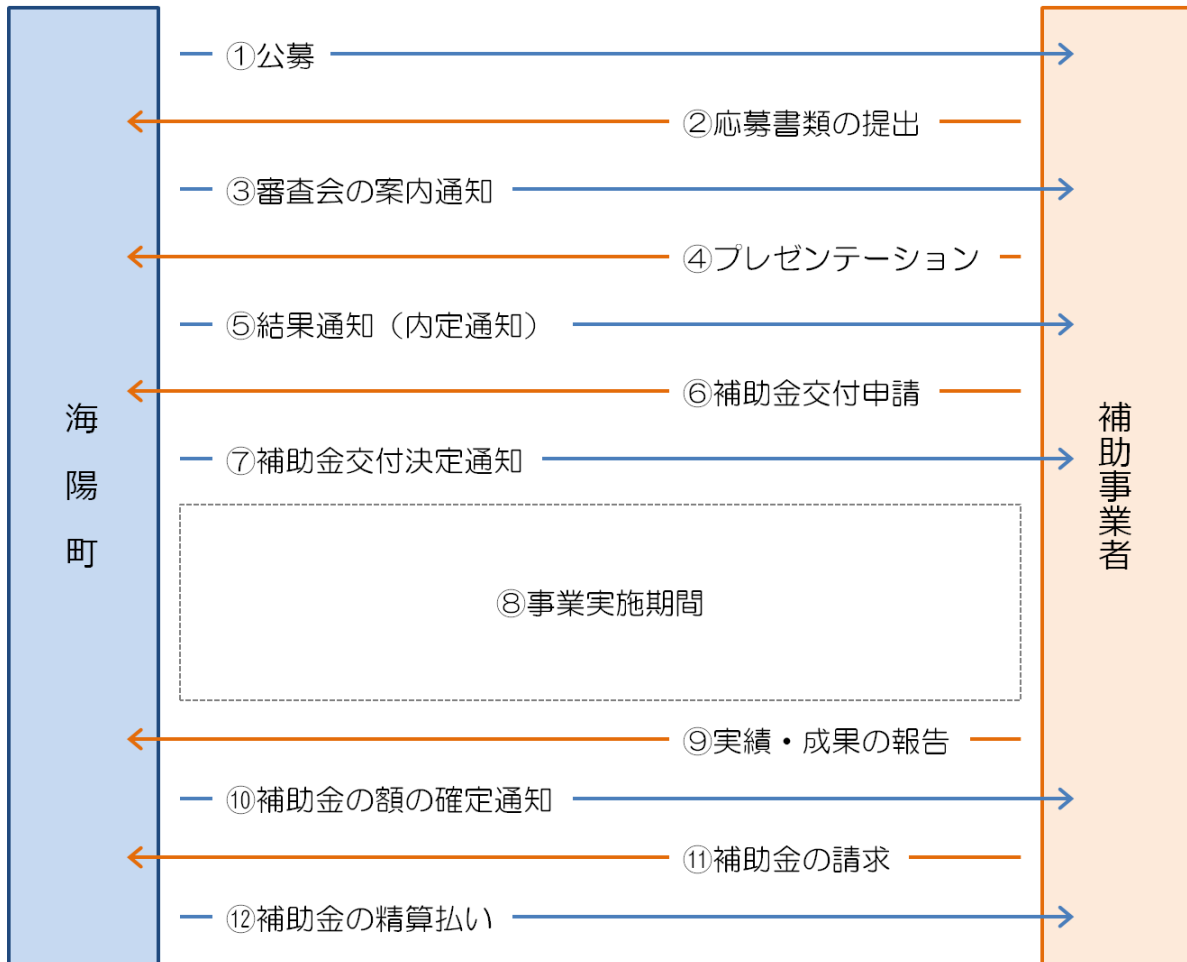 ①公募
②応募書類の提出
③審査会の案内通知
④プレゼンテーション
⑤結果通知（内定通知）
⑥補助金交付申請
⑦補助金交付決定通知
海陽町
補助事業者
⑧事業実施期間
⑨実績・成果の報告
⑩補助金の額の確定通知
⑪補助金の請求
⑫補助金の精算払い